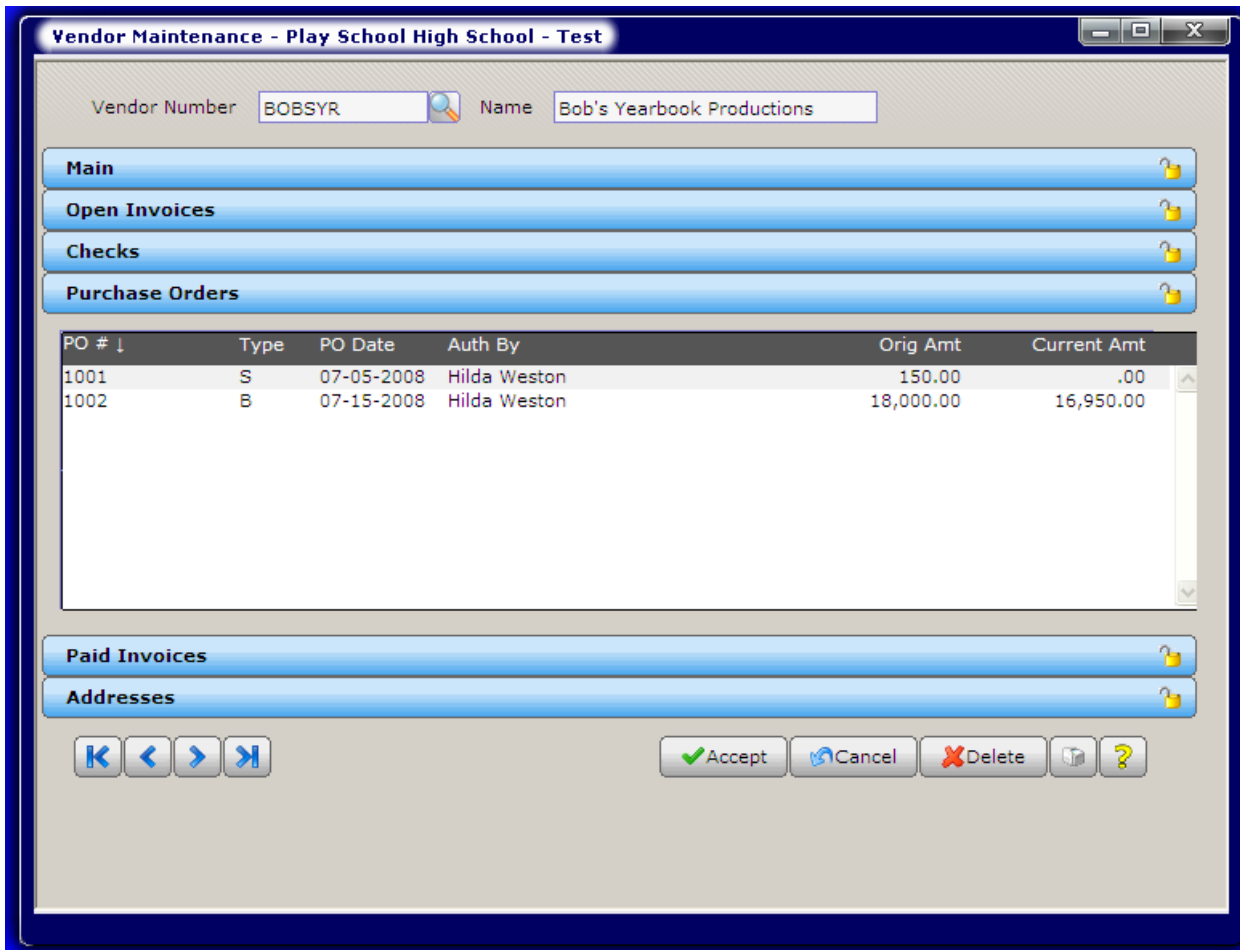 Vendor Maintenance - Play School High School - Test
Vendor Number BOBSYR Name Bob's Yearbook Productions
Main
Open Invoices
Checks
Purchase Orders
PO # ↓ Type PO Date Auth By Orig Amt Current Amt
1001 S 07-05-2008 Hilda Weston 150.00 .00
1002 B 07-15-2008 Hilda Weston 18,000.00 16,950.00
Paid Invoices
Addresses
Accept Cancel Delete ?